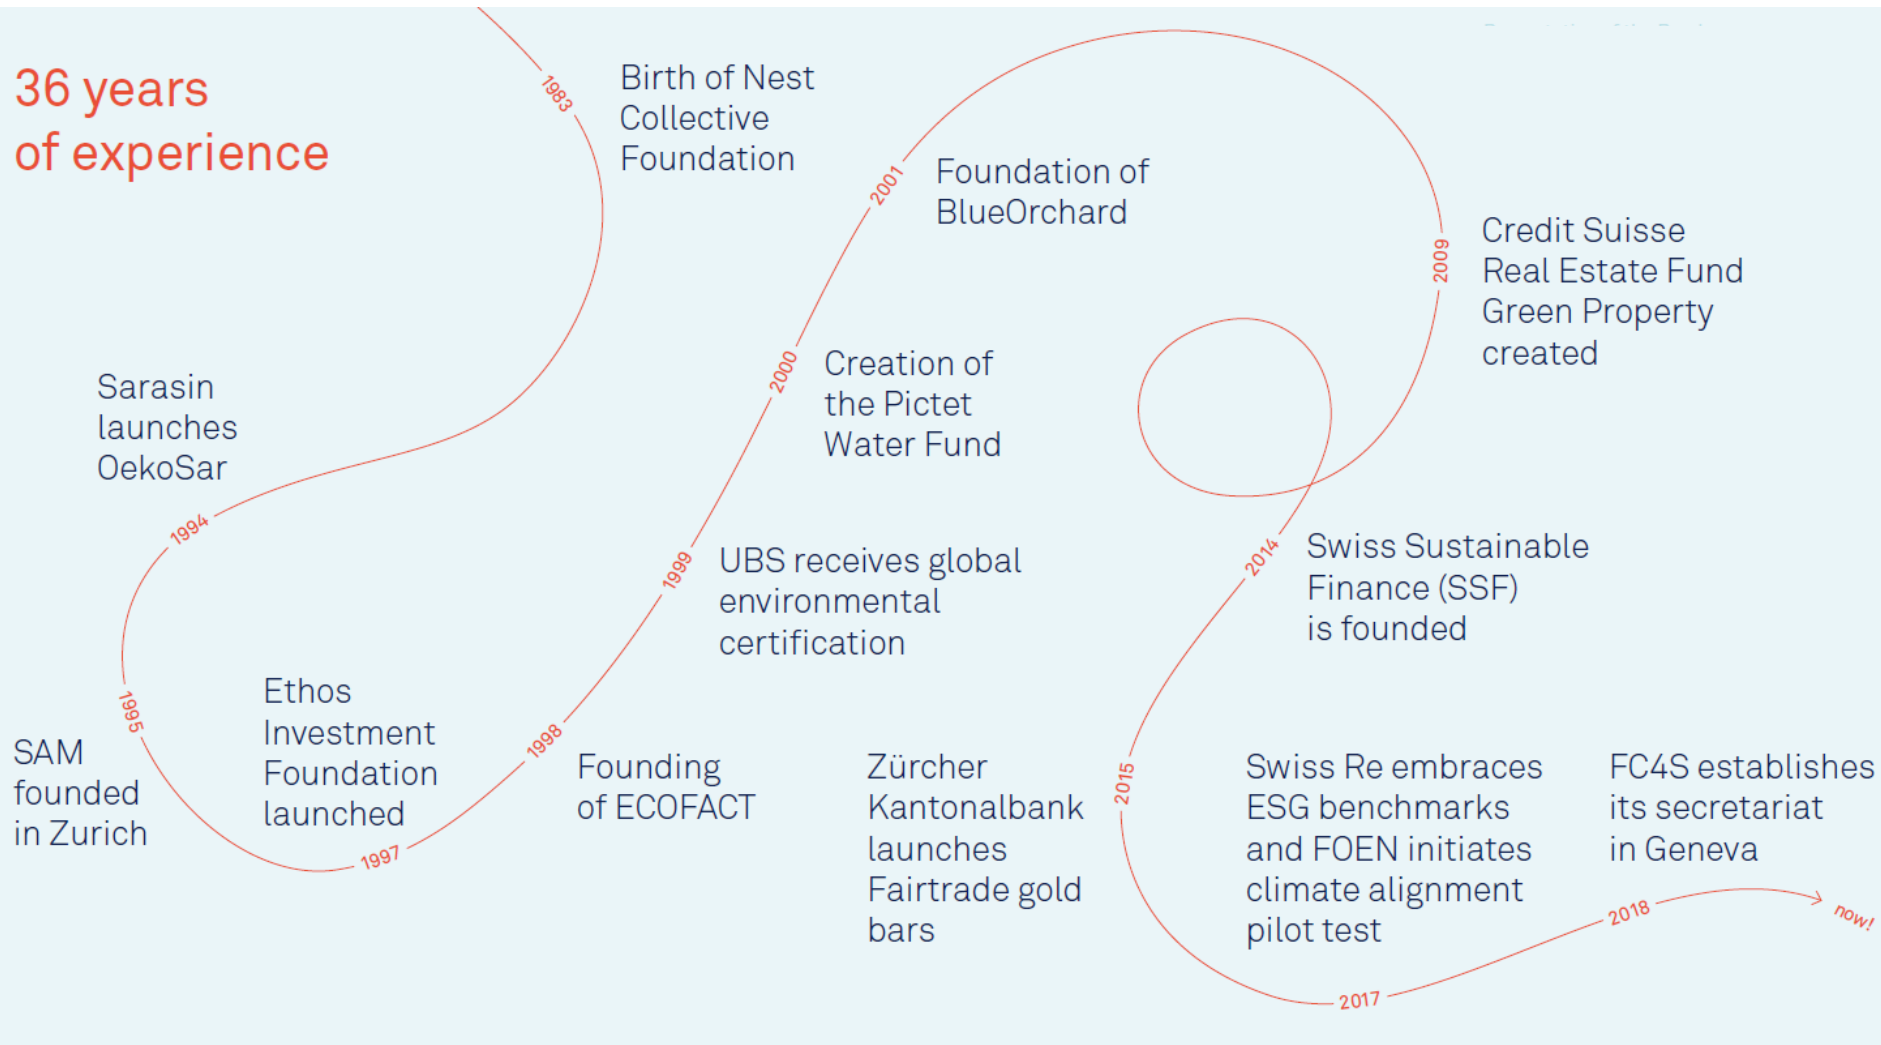 36 years
of experience
1983
Birth of Nest
Collective
Foundation
1994
Sarasin
launches
OekoSar
1995
SAM
founded
in Zurich
1997
Ethos
Investment
Foundation
launched
1998
Founding
of ECOFACT
1999
UBS receives global
environmental
certification
2000
Creation of
the Pictet
Water Fund
2001
Foundation of
BlueOrchard
2009
Credit Suisse
Real Estate Fund
Green Property
created
2014
Swiss Sustainable
Finance (SSF)
is founded
2015
Zürcher
Kantonalbank
launches
Fairtrade gold
bars
2017
Swiss Re embraces
ESG benchmarks
and FOEN initiates
climate alignment
pilot test
2018
FC4S establishes
its secretariat
in Geneva
now!